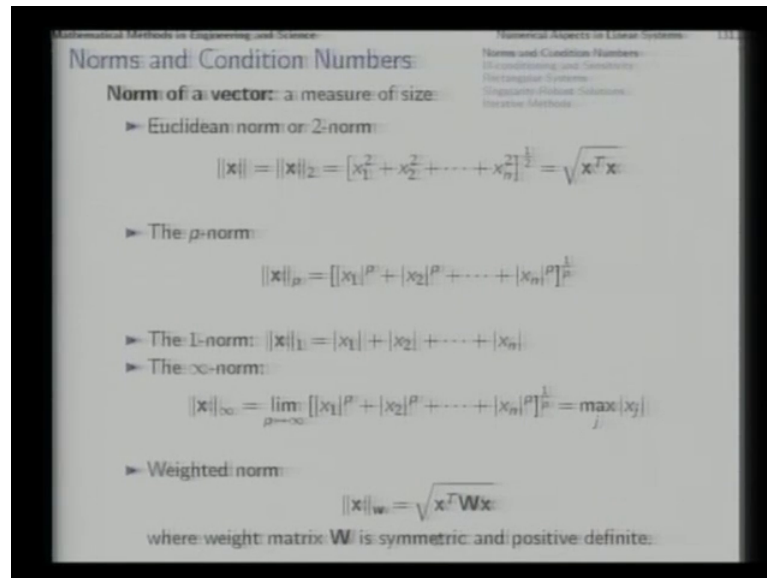 Mathematical Methods in Engineering and Science
Numerical Aspects in Linear Systems
Norms and Condition Numbers
Norms and Condition Numbers
Ill-conditioning and Sensitivity
Rectangular Systems
Singularity-Robust Solutions
Iterative Methods
Norm of a vector: a measure of size
► Euclidean norm or 2-norm
‖x‖ = ‖x‖₂ = [x₁² + x₂² + ··· + xₙ²]^½ = √(xᵀx)
► The p-norm
‖x‖ₚ = [|x₁|ᵖ + |x₂|ᵖ + ··· + |xₙ|ᵖ]^(1/p)
► The 1-norm: ‖x‖₁ = |x₁| + |x₂| + ··· + |xₙ|
► The ∞-norm:
‖x‖∞ = lim p→∞ [|x₁|ᵖ + |x₂|ᵖ + ··· + |xₙ|ᵖ]^(1/p) = max j |xⱼ|
► Weighted norm
‖x‖w = √(xᵀWx)
where weight matrix W is symmetric and positive definite.